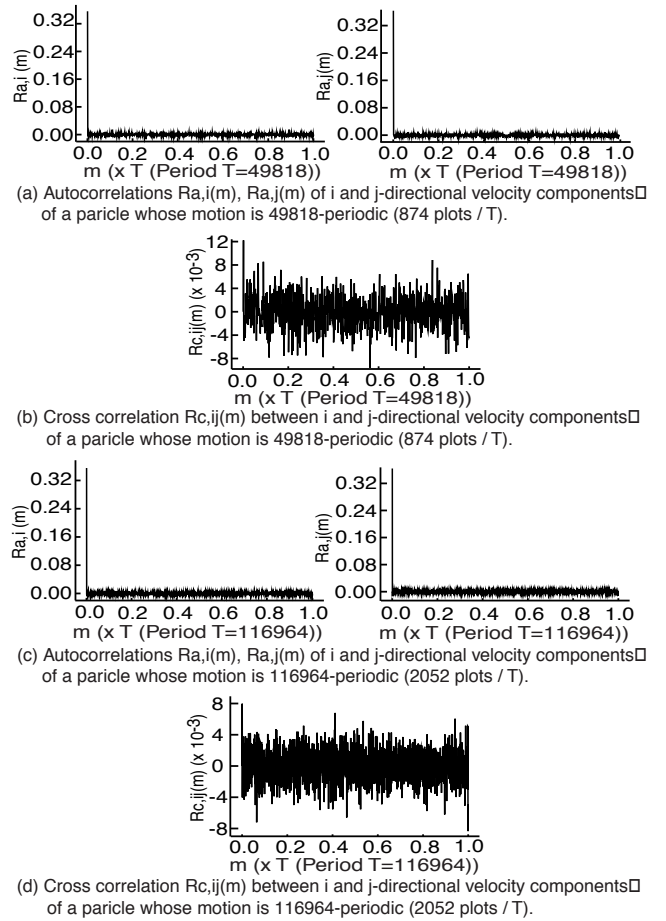 0.32
0.24
0.16
0.08
0.00
Ra,i(m)
0.0 0.2 0.4 0.6 0.8 1.0
m (x T (Period T=49818))
0.32
0.24
0.16
0.08
0.00
Ra,j(m)
0.0 0.2 0.4 0.6 0.8 1.0
m (x T (Period T=49818))
(a) Autocorrelations Ra,i(m), Ra,j(m) of i and j-directional velocity components□
of a paricle whose motion is 49818-periodic (874 plots / T).
12
8
4
0
-4
-8
Rc,ij(m) (x 10-3)
0.0 0.2 0.4 0.6 0.8 1.0
m (x T (Period T=49818))
(b) Cross correlation Rc,ij(m) between i and j-directional velocity components□
of a paricle whose motion is 49818-periodic (874 plots / T).
0.32
0.24
0.16
0.08
0.00
Ra,i (m)
0.0 0.2 0.4 0.6 0.8 1.0
m (x T (Period T=116964))
0.32
0.24
0.16
0.08
0.00
Ra,j(m)
0.0 0.2 0.4 0.6 0.8 1.0
m (x T (Period T=116964))
(c) Autocorrelations Ra,i(m), Ra,j(m) of i and j-directional velocity components□
of a paricle whose motion is 116964-periodic (2052 plots / T).
8
4
0
-4
-8
Rc,ij(m) (x 10-3)
0.0 0.2 0.4 0.6 0.8 1.0
m (x T (Period T=116964))
(d) Cross correlation Rc,ij(m) between i and j-directional velocity components□
of a paricle whose motion is 116964-periodic (2052 plots / T).